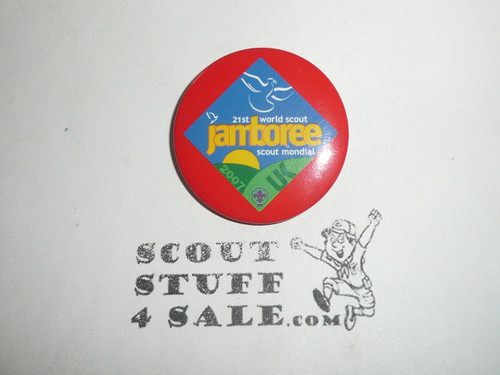 21st world scout
jamboree
scout mondial
2007 UK
SCOUT
STUFF
4 SALE.COM